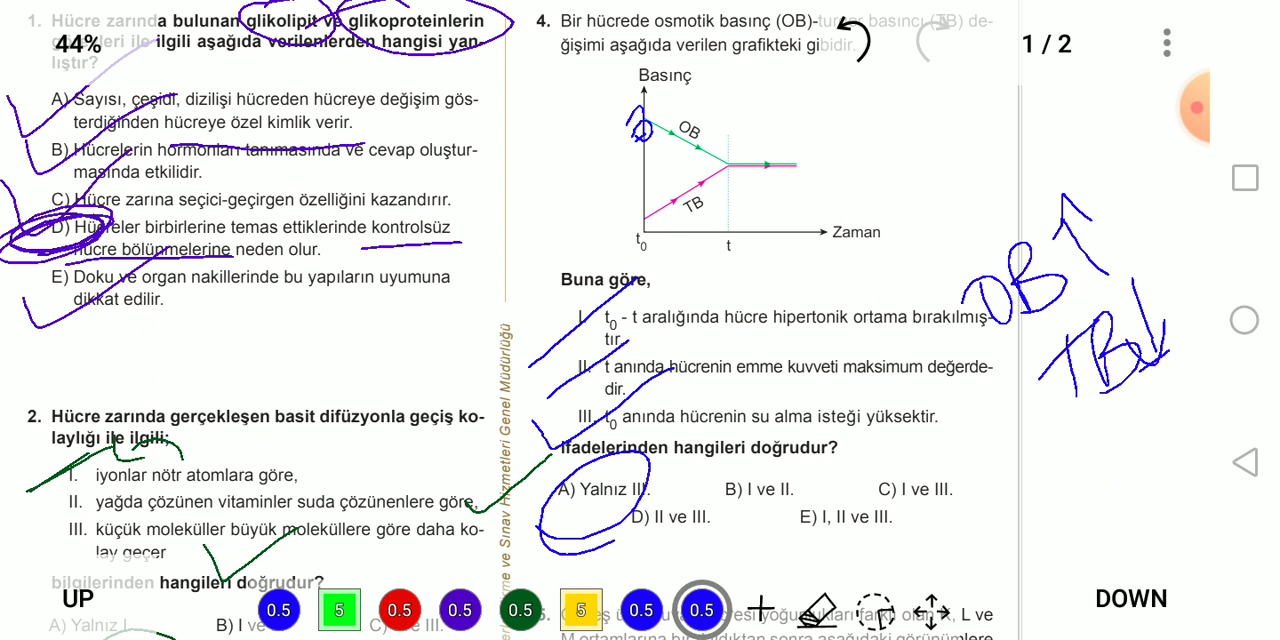 1. Hücre zarında bulunan glikolipit ve glikoproteinlerin
ile ilgili aşağıda verilenlerden hangisi yan-
lıştır?
44%
A) Sayısı, çeşidi, dizilişi hücreden hücreye değişim gös-
terdiğinden hücreye özel kimlik verir.
B) Hücrelerin hormonları tanımasında ve cevap oluştur-
masında etkilidir.
C) Hücre zarına seçici-geçirgen özelliğini kazandırır.
D) Hücreler birbirlerine temas ettiklerinde kontrolsüz
hücre bölünmelerine neden olur.
E) Doku ve organ nakillerinde bu yapıların uyumuna
dikkat edilir.
2. Hücre zarında gerçekleşen basit difüzyonla geçiş ko-
laylığı ile ilgili;
I. iyonlar nötr atomlara göre,
II. yağda çözünen vitaminler suda çözünenlere göre,
III. küçük moleküller büyük moleküllere göre daha ko-
lay geçer
bilgilerinden hangileri doğrudur?
UP
A) Yalnız I.
B) I ve
III.
me ve Sınav Hizmetleri Genel Müdürlüğü
4. Bir hücrede osmotik basınç (OB)-turgor basıncı (TB) de-
ğişimi aşağıda verilen grafikteki gibidir.
Basınç
OB
TB
t0
t
Zaman
Buna göre,
I. t0 - t aralığında hücre hipertonik ortama bırakılmış-
tır.
II. t anında hücrenin emme kuvveti maksimum değerde-
dir.
III. t0 anında hücrenin su alma isteği yüksektir.
ifadelerinden hangileri doğrudur?
A) Yalnız III.
B) I ve II.
C) I ve III.
D) II ve III.
E) I, II ve III.
1 / 2
OB
TB
0.5
5
0.5
0.5
0.5
5
0.5
0.5
DOWN
L ve